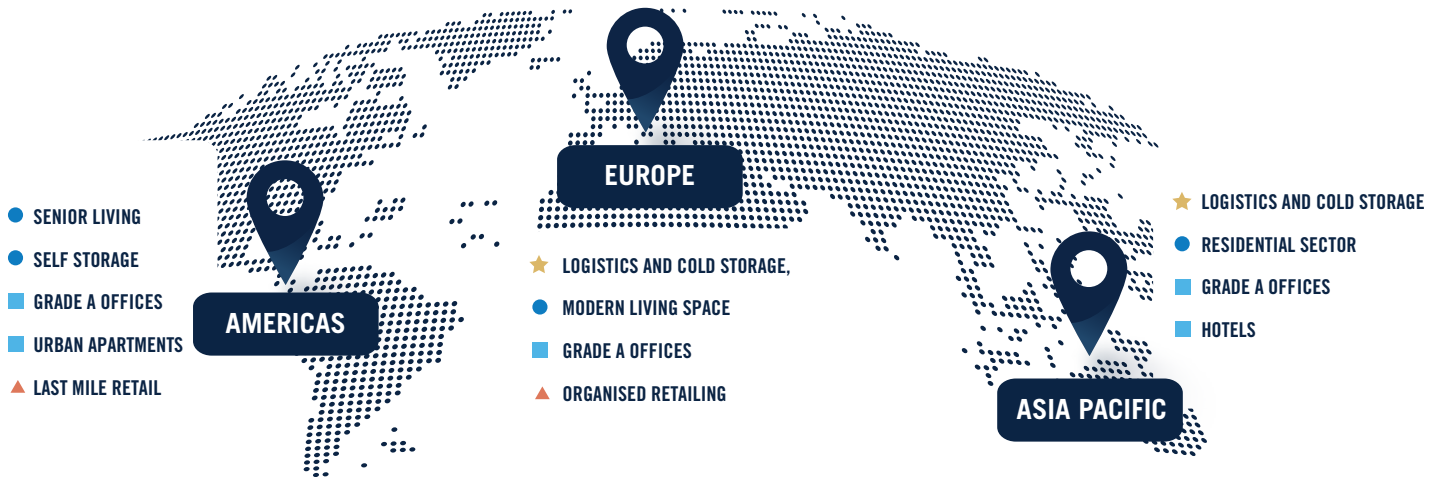 AMERICAS
SENIOR LIVING
SELF STORAGE
GRADE A OFFICES
URBAN APARTMENTS
LAST MILE RETAIL
EUROPE
LOGISTICS AND COLD STORAGE,
MODERN LIVING SPACE
GRADE A OFFICES
ORGANISED RETAILING
ASIA PACIFIC
LOGISTICS AND COLD STORAGE
RESIDENTIAL SECTOR
GRADE A OFFICES
HOTELS